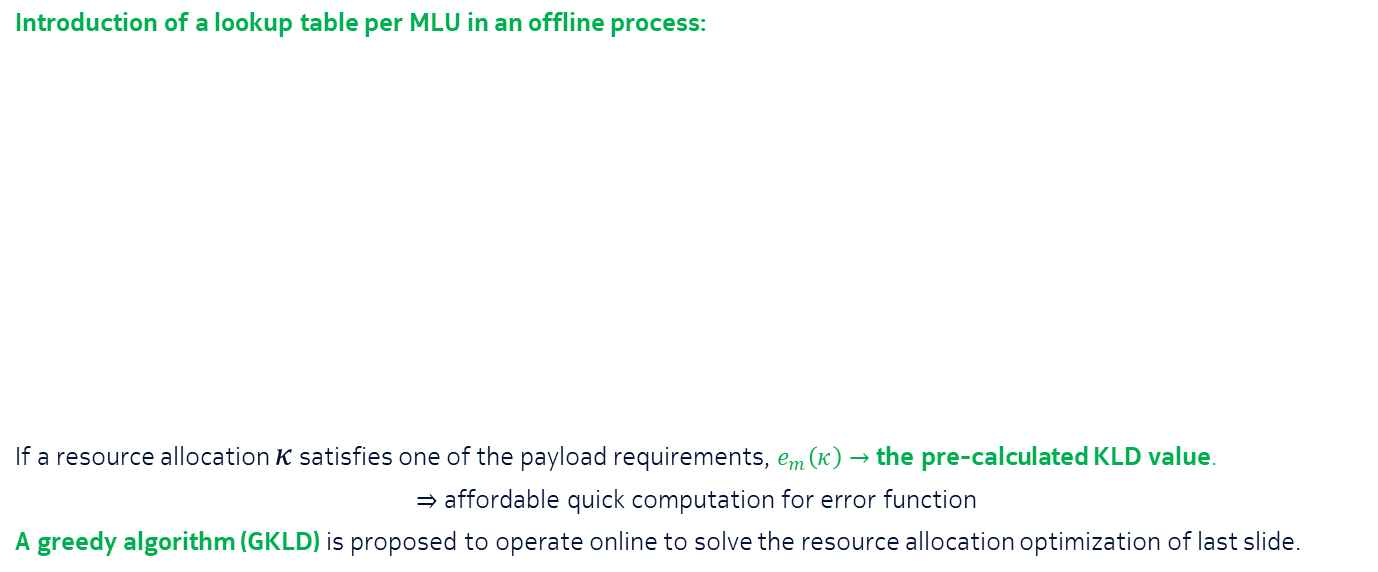 Introduction of a lookup table per MLU in an offline process:
If a resource allocation 𝜿 satisfies one of the payload requirements, 𝑒ₘ(𝜅) → the pre-calculated KLD value.
⇒ affordable quick computation for error function
A greedy algorithm (GKLD) is proposed to operate online to solve the resource allocation optimization of last slide.